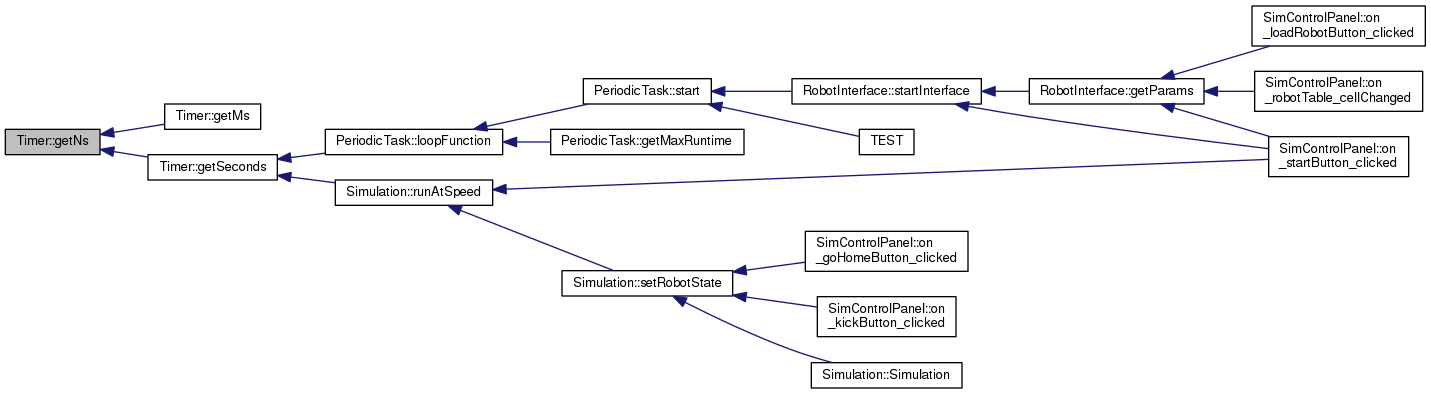 SimControlPanel::on
_loadRobotButton_clicked
PeriodicTask::start
RobotInterface::startInterface
RobotInterface::getParams
SimControlPanel::on
_robotTable_cellChanged
Timer::getMs
Timer::getNs
PeriodicTask::loopFunction
PeriodicTask::getMaxRuntime
TEST
SimControlPanel::on
_startButton_clicked
Timer::getSeconds
Simulation::runAtSpeed
SimControlPanel::on
_goHomeButton_clicked
Simulation::setRobotState
SimControlPanel::on
_kickButton_clicked
Simulation::Simulation